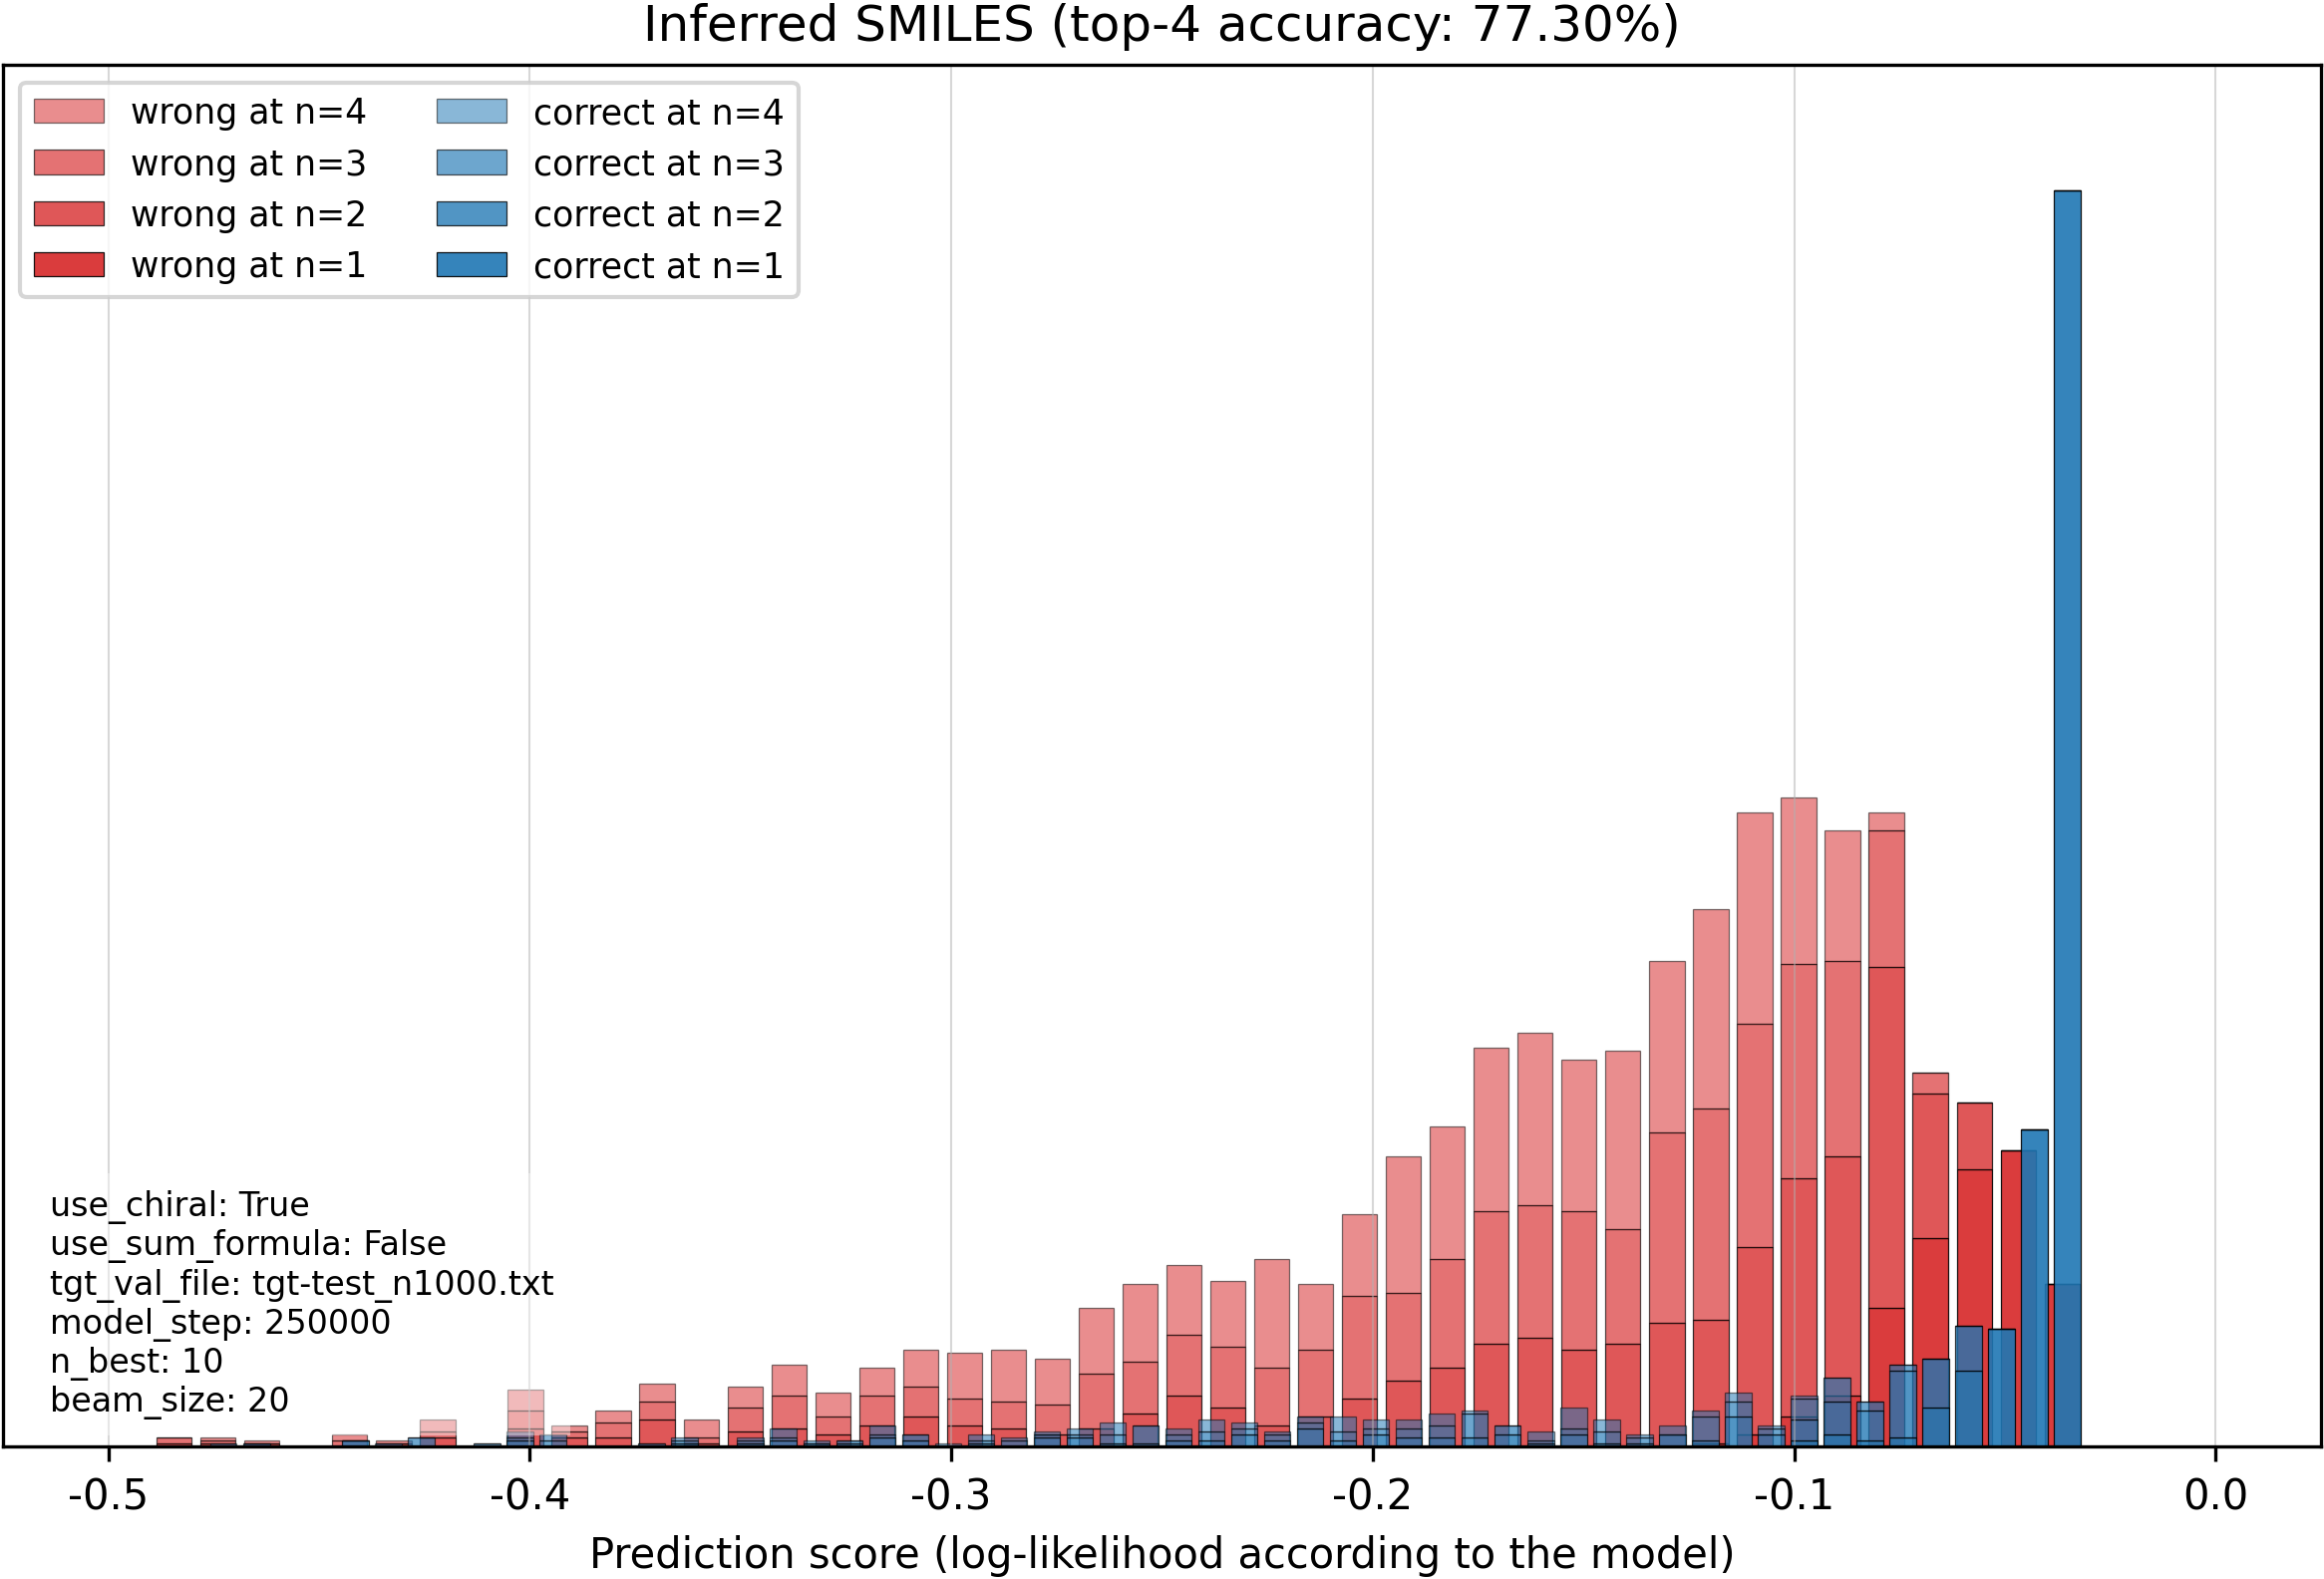 Inferred SMILES (top-4 accuracy: 77.30%)
wrong at n=4
wrong at n=3
wrong at n=2
wrong at n=1
correct at n=4
correct at n=3
correct at n=2
correct at n=1
use_chiral: True
use_sum_formula: False
tgt_val_file: tgt-test_n1000.txt
model_step: 250000
n_best: 10
beam_size: 20
-0.5 -0.4 -0.3 -0.2 -0.1 0.0
Prediction score (log-likelihood according to the model)